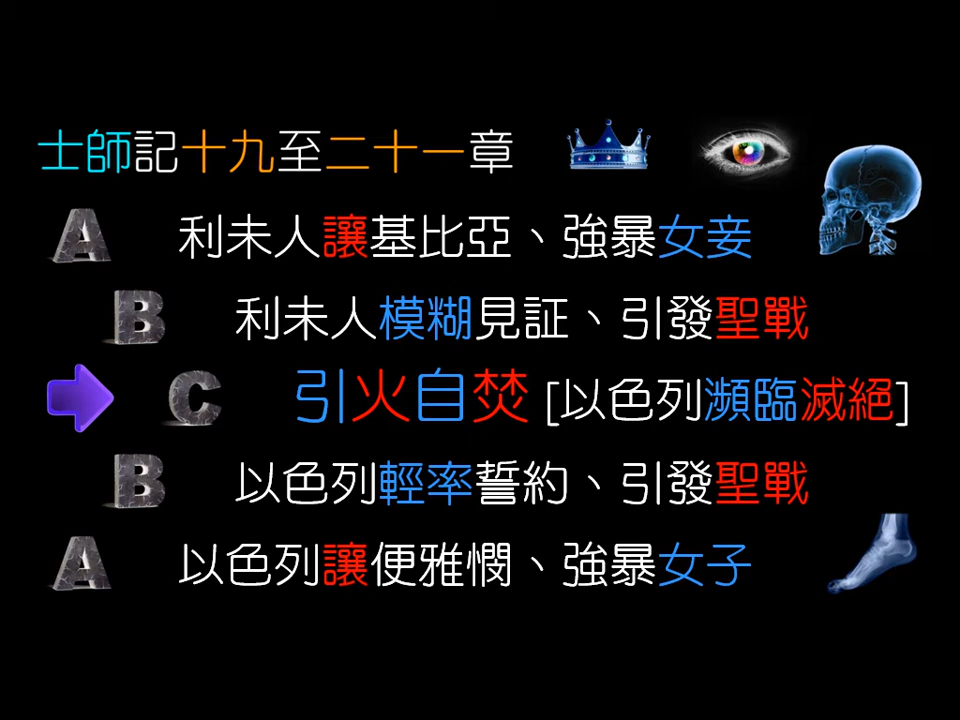 士師記十九至二十一章
A 利未人讓基比亞、強暴女妾
B 利未人模糊見証、引發聖戰
C 引火自焚 [以色列瀕臨滅絕]
B 以色列輕率誓約、引發聖戰
A 以色列讓便雅憫、強暴女子